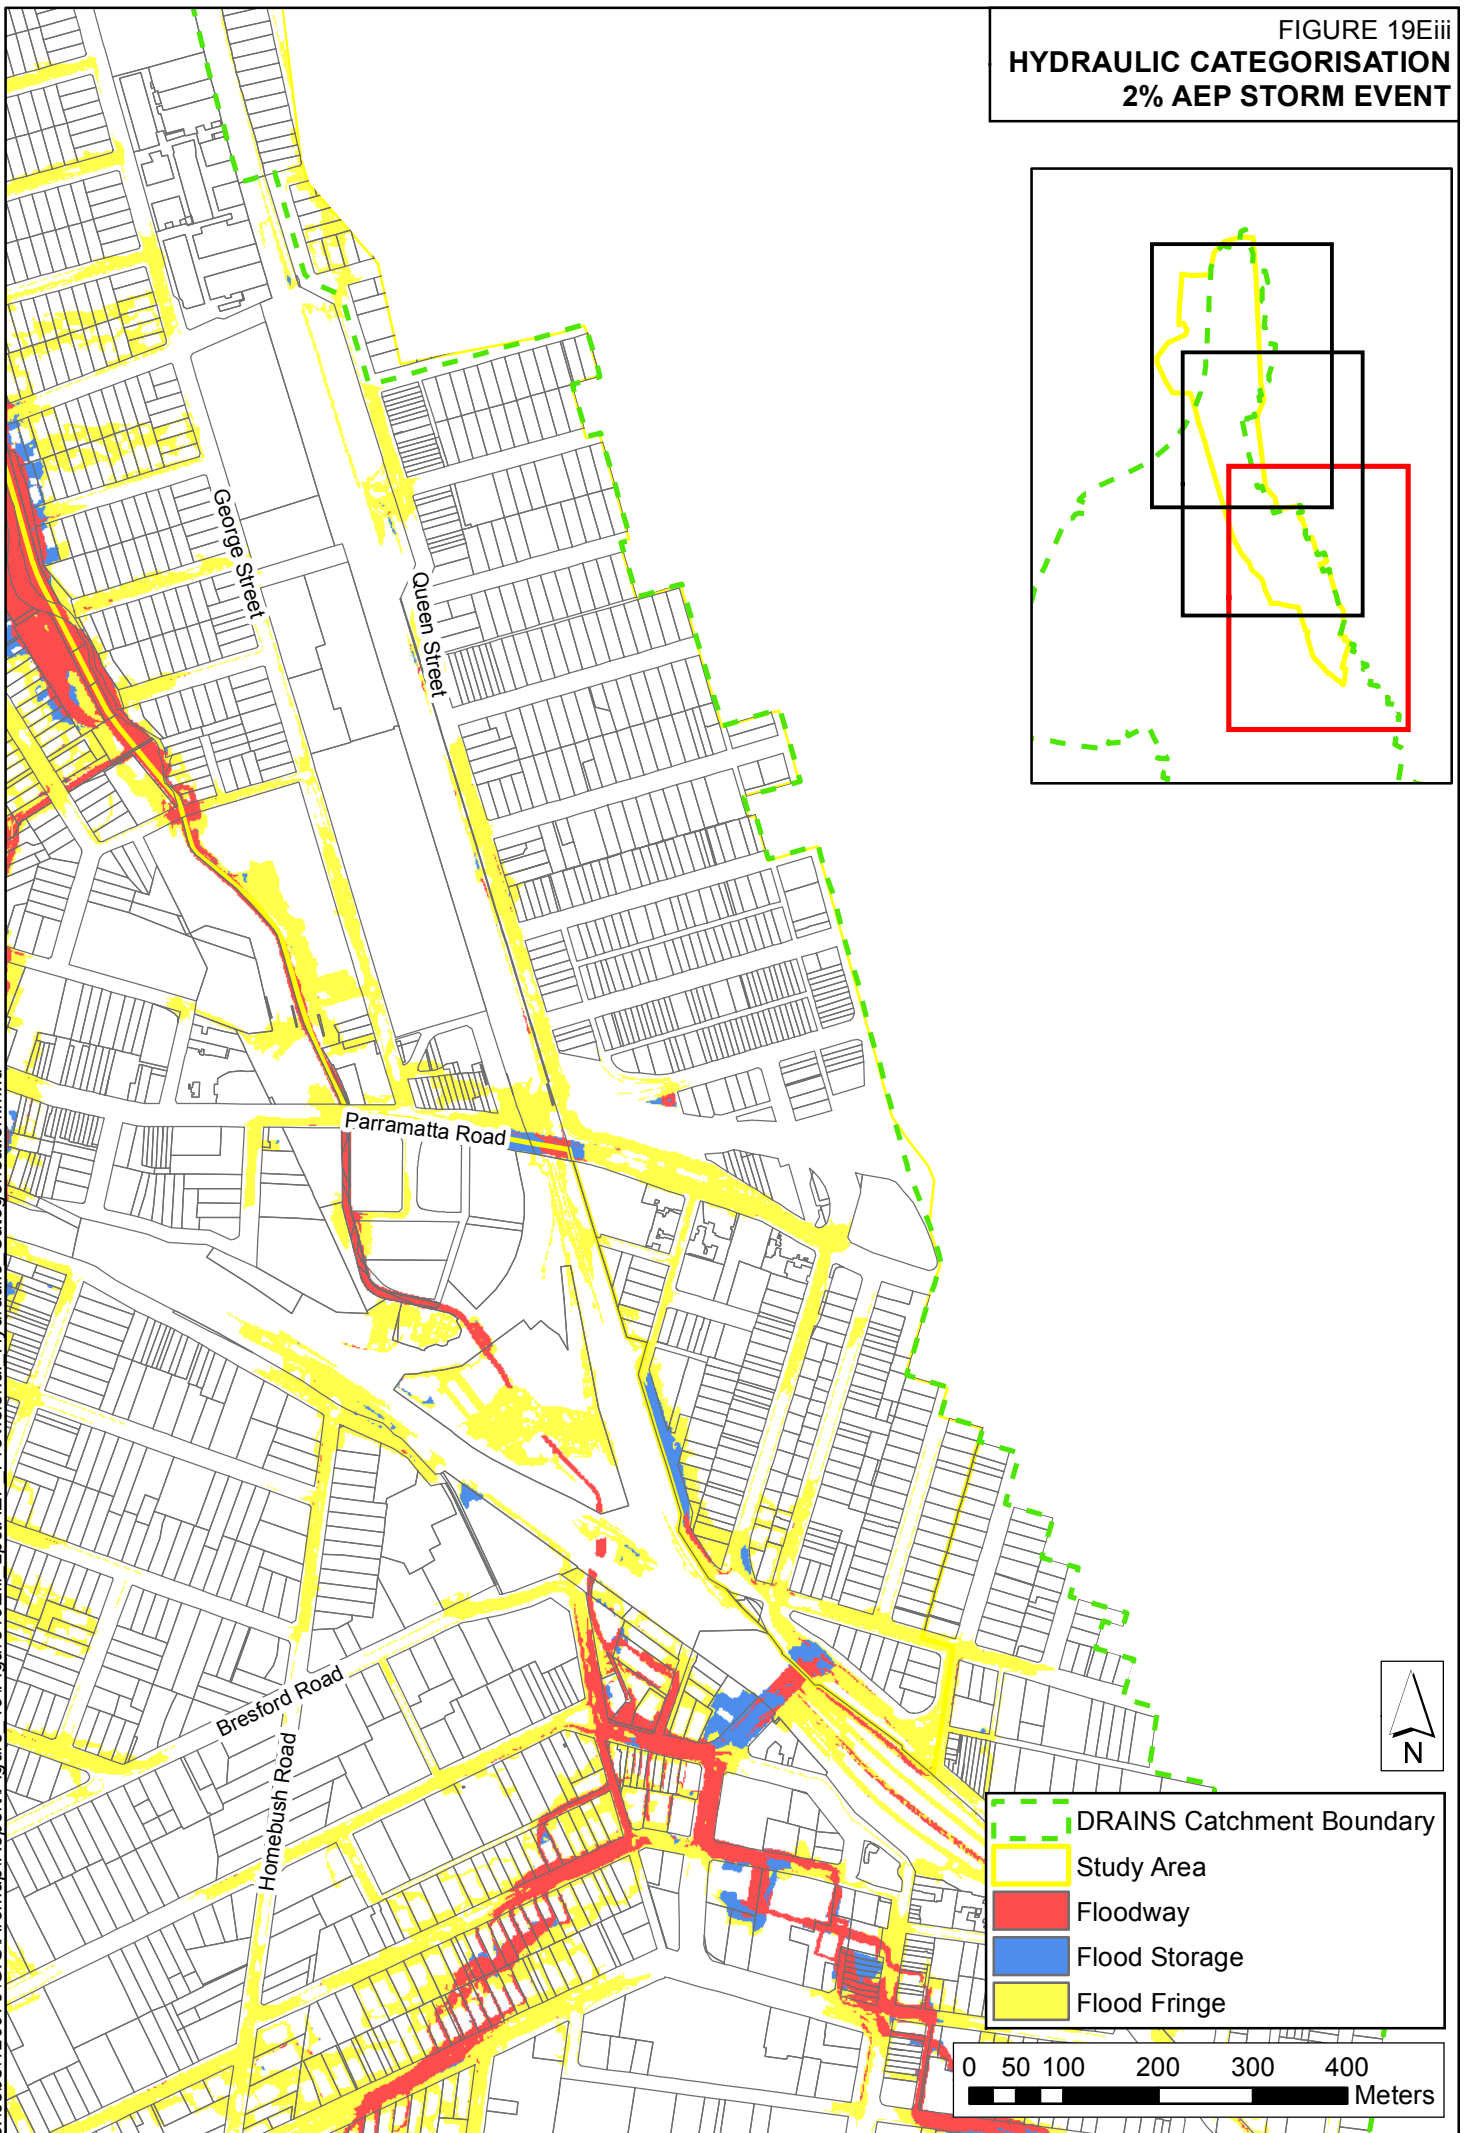 FIGURE 19Eiii
HYDRAULIC CATEGORISATION
2% AEP STORM EVENT
George Street
Queen Street
Parramatta Road
Bresford Road
Homebush Road
N
DRAINS Catchment Boundary
Study Area
Floodway
Flood Storage
Flood Fringe
0 50 100 200 300 400
Meters